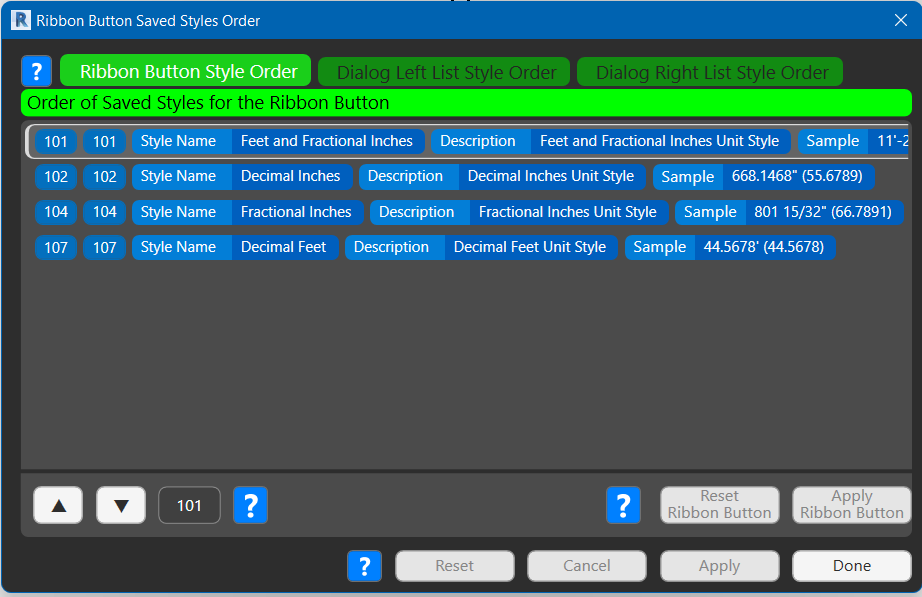 Ribbon Button Saved Styles Order
? Ribbon Button Style Order Dialog Left List Style Order Dialog Right List Style Order
Order of Saved Styles for the Ribbon Button
101 101 Style Name Feet and Fractional Inches Description Feet and Fractional Inches Unit Style Sample 11'-2
102 102 Style Name Decimal Inches Description Decimal Inches Unit Style Sample 668.1468" (55.6789)
104 104 Style Name Fractional Inches Description Fractional Inches Unit Style Sample 801 15/32" (66.7891)
107 107 Style Name Decimal Feet Description Decimal Feet Unit Style Sample 44.5678' (44.5678)
▲ ▼ 101 ? ? Reset Ribbon Button Apply Ribbon Button
? Reset Cancel Apply Done